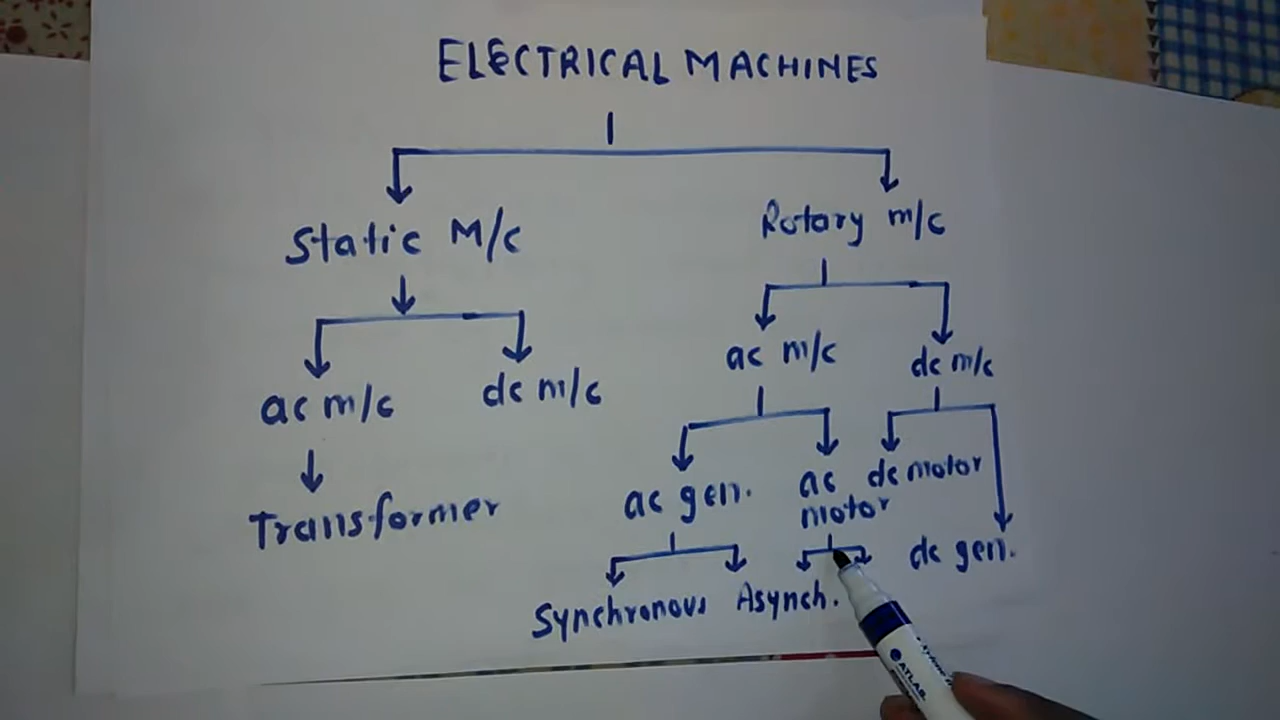 ELECTRICAL MACHINES
Static M/c
Rotary m/c
ac m/c
dc m/c
ac m/c
dc m/c
Transformer
ac gen.
ac
motor
dc motor
dc gen.
Synchronous
Asynch.
ATLAS